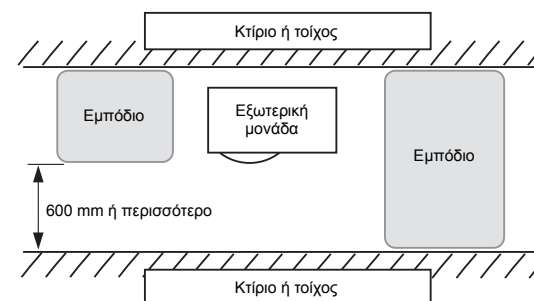 Κτίριο ή τοίχος
Εμπόδιο
Εξωτερική
μονάδα
Εμπόδιο
600 mm ή περισσότερο
Κτίριο ή τοίχος